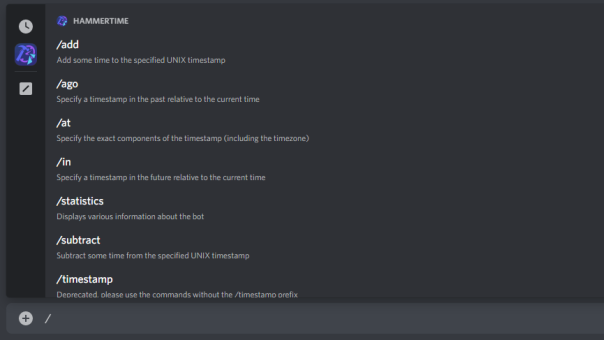 HAMMERTIME
/add
Add some time to the specified UNIX timestamp
/ago
Specify a timestamp in the past relative to the current time
/at
Specify the exact components of the timestamp (including the timezone)
/in
Specify a timestamp in the future relative to the current time
/statistics
Displays various information about the bot
/subtract
Subtract some time from the specified UNIX timestamp
/timestamp
Deprecated, please use the commands without the /timestamp prefix
/